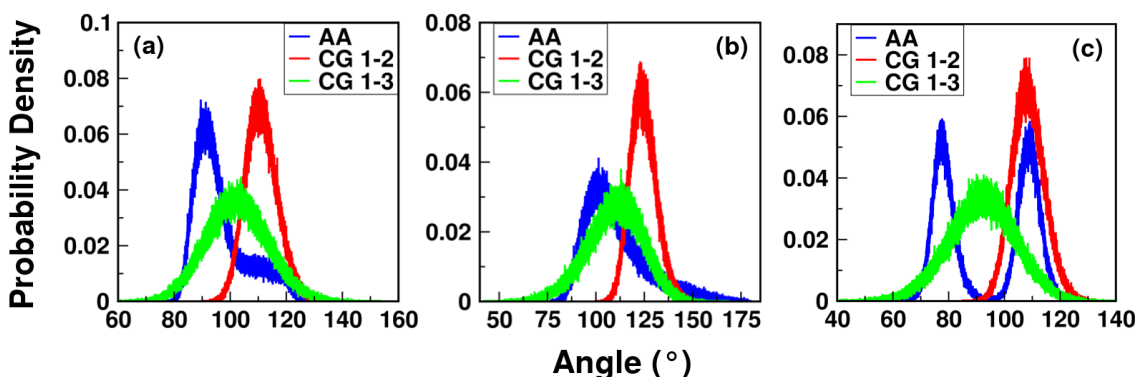 Probability Density
(a)
AA
CG 1-2
CG 1-3
0.1
0.08
0.06
0.04
0.02
0
60 80 100 120 140 160
(b)
AA
CG 1-2
CG 1-3
0.08
0.06
0.04
0.02
0
50 75 100 125 150 175
(c)
AA
CG 1-2
CG 1-3
0.08
0.06
0.04
0.02
0
40 60 80 100 120 140
Angle (°)